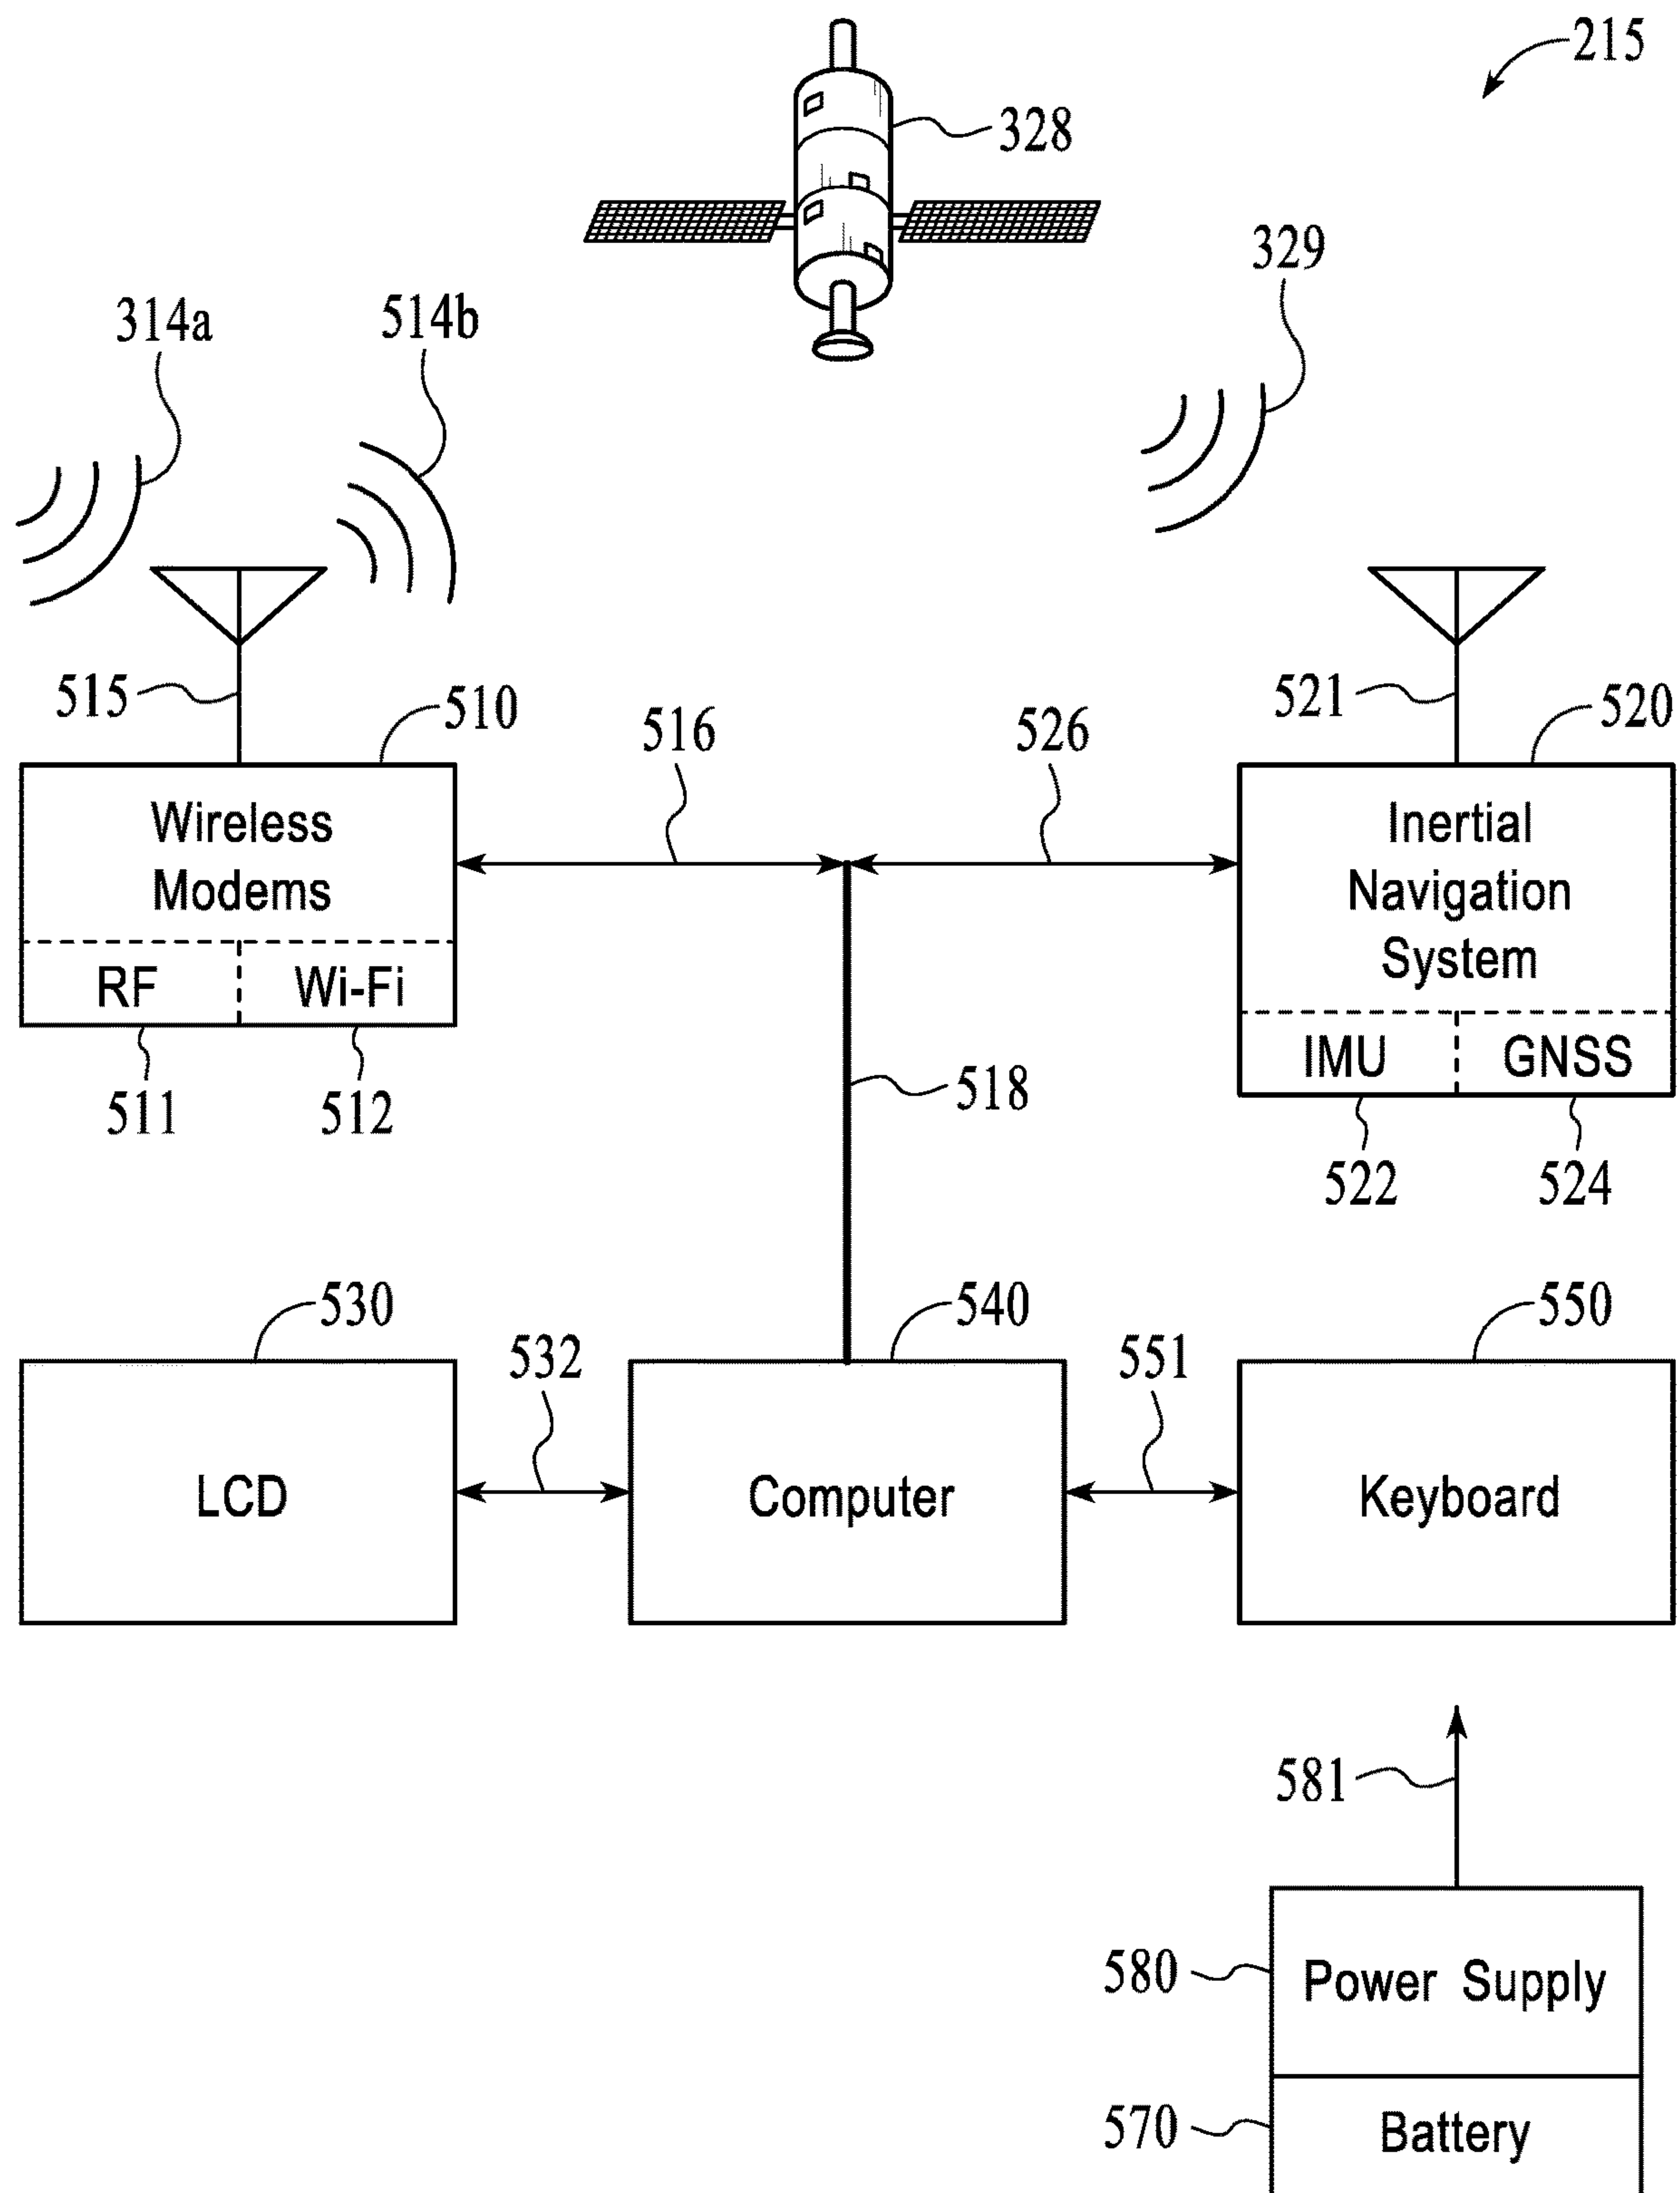 215
328
329
314a
514b
515
510
516
526
521
520
Wireless
Modems
RF
Wi-Fi
Inertial
Navigation
System
IMU
GNSS
511
512
518
522
524
530
532
540
551
550
LCD
Computer
Keyboard
581
580
Power Supply
570
Battery